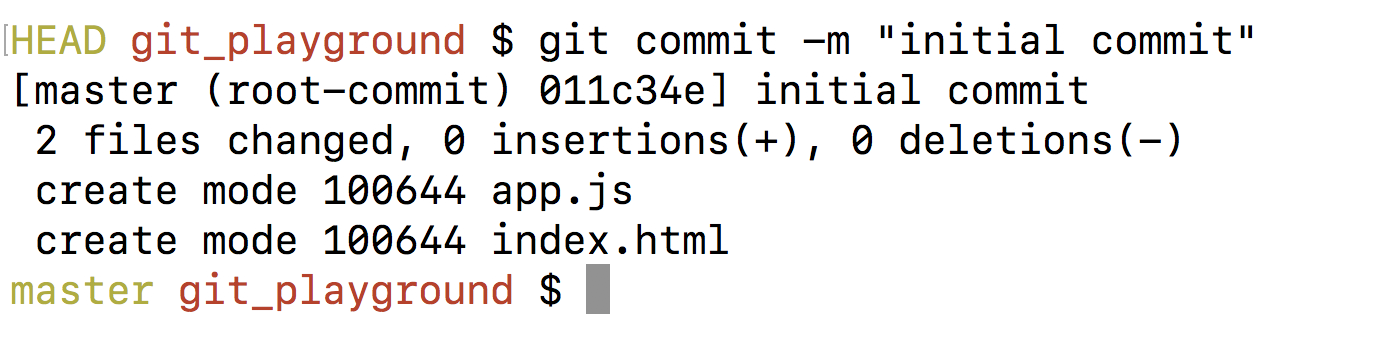 [HEAD git_playground $ git commit -m "initial commit"
[master (root-commit) 011c34e] initial commit
 2 files changed, 0 insertions(+), 0 deletions(-)
 create mode 100644 app.js
 create mode 100644 index.html
master git_playground $